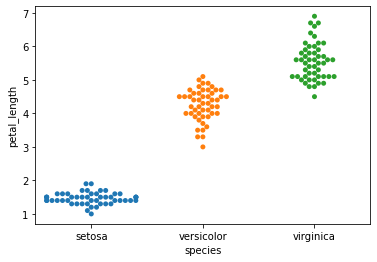 7
6
5
4
3
2
1
petal_length
setosa
versicolor
virginica
species